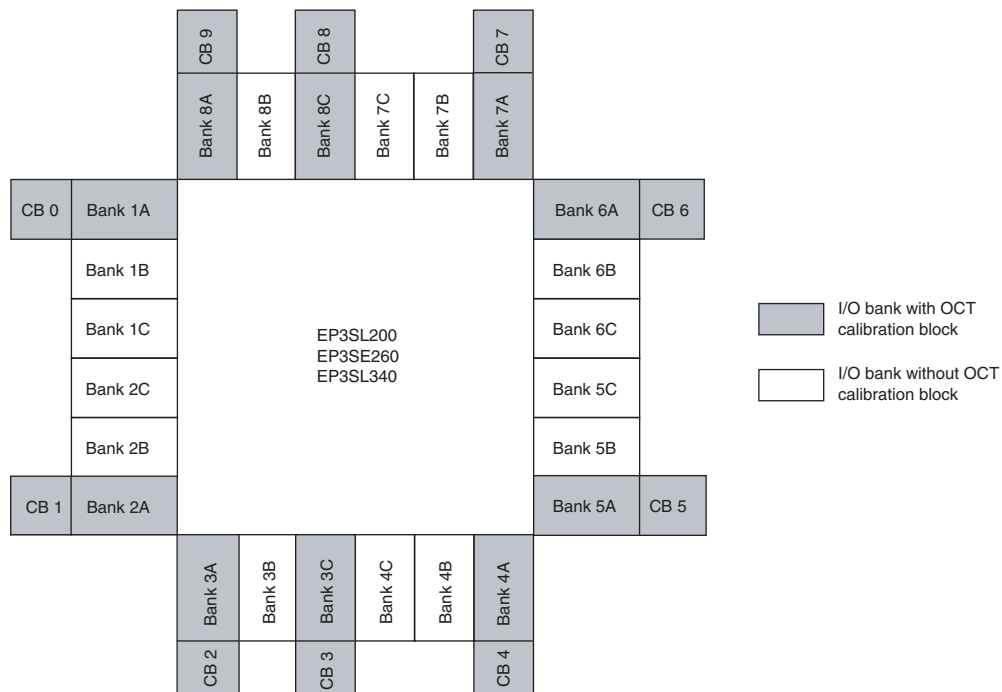 CB 9
CB 8
CB 7
Bank 8A
Bank 8B
Bank 8C
Bank 7C
Bank 7B
Bank 7A
CB 0
Bank 1A
Bank 6A
CB 6
Bank 1B
Bank 6B
Bank 1C
Bank 6C
EP3SL200
EP3SE260
EP3SL340
I/O bank with OCT
calibration block
Bank 2C
Bank 5C
I/O bank without OCT
calibration block
Bank 2B
Bank 5B
CB 1
Bank 2A
Bank 5A
CB 5
Bank 3A
Bank 3B
Bank 3C
Bank 4C
Bank 4B
Bank 4A
CB 2
CB 3
CB 4